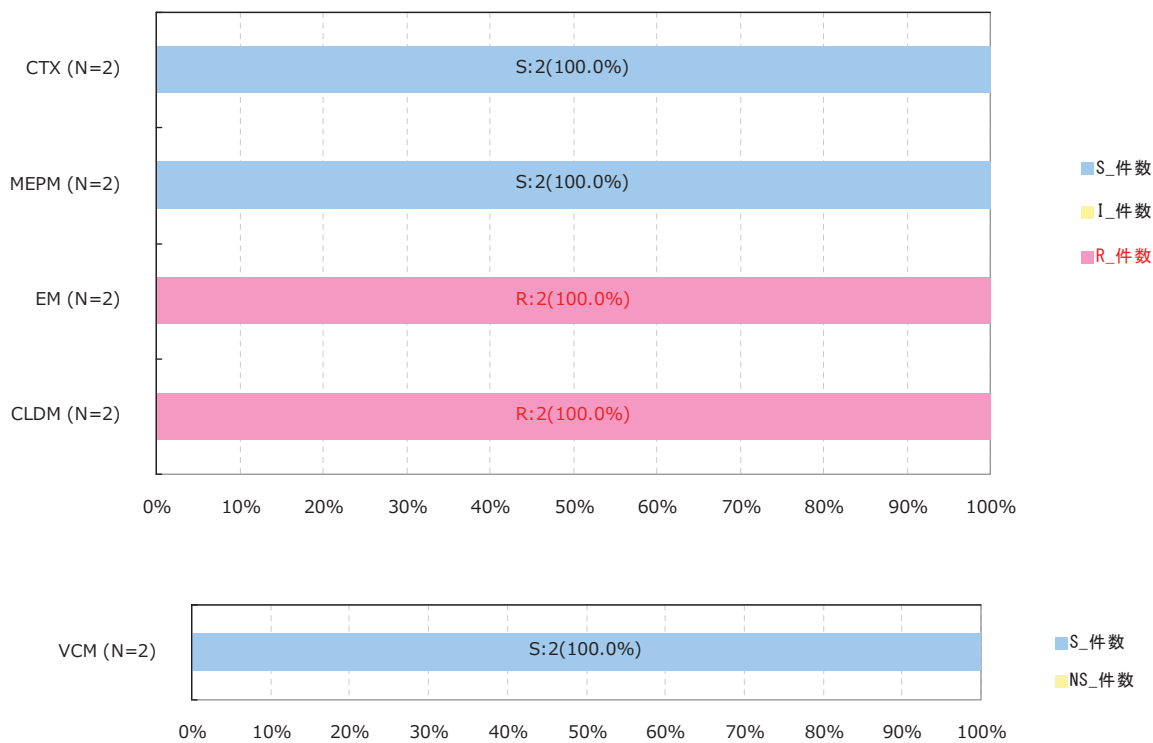 CTX (N=2)
S:2(100.0%)
MEPM (N=2)
S:2(100.0%)
EM (N=2)
R:2(100.0%)
CLDM (N=2)
R:2(100.0%)
0% 10% 20% 30% 40% 50% 60% 70% 80% 90% 100%
S_件数
I_件数
R_件数
VCM (N=2)
S:2(100.0%)
0% 10% 20% 30% 40% 50% 60% 70% 80% 90% 100%
S_件数
NS_件数